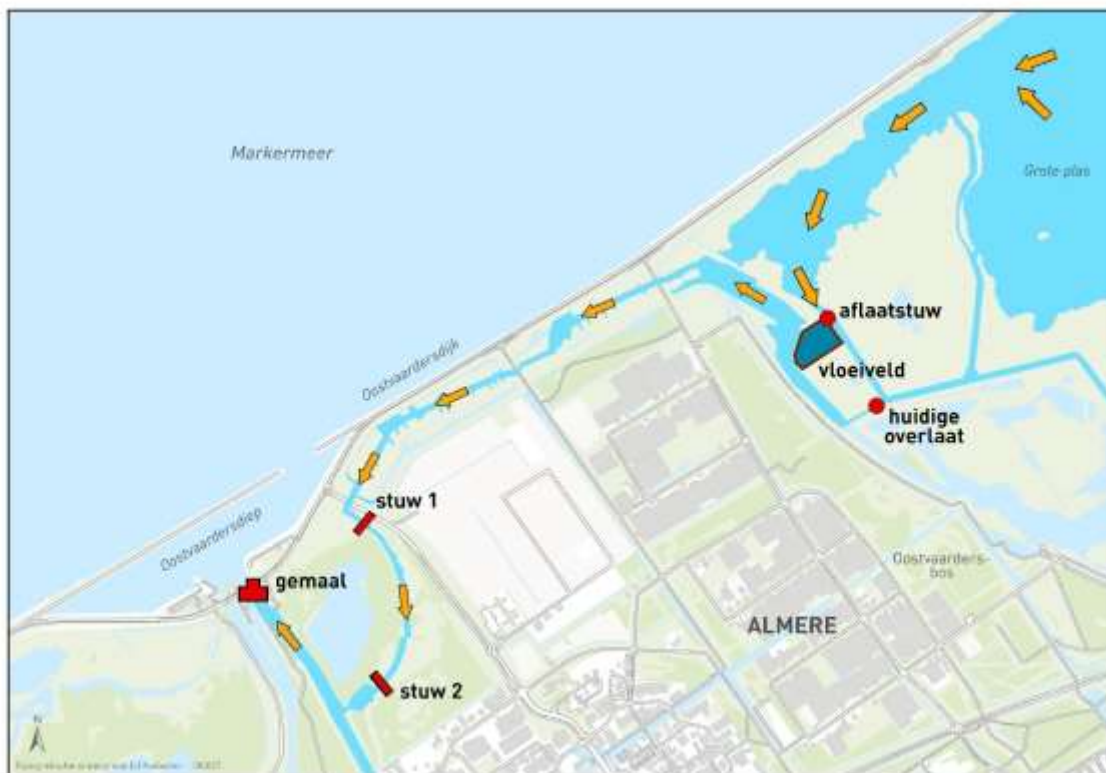 Markermeer
Grote plas
aflaatstuw
vloeiveld
huidige
overlaat
Oostvaardersdijk
stuw 1
Oostvaardersdiep
Oostvaarders-
bos
gemaal
ALMERE
stuw 2
N